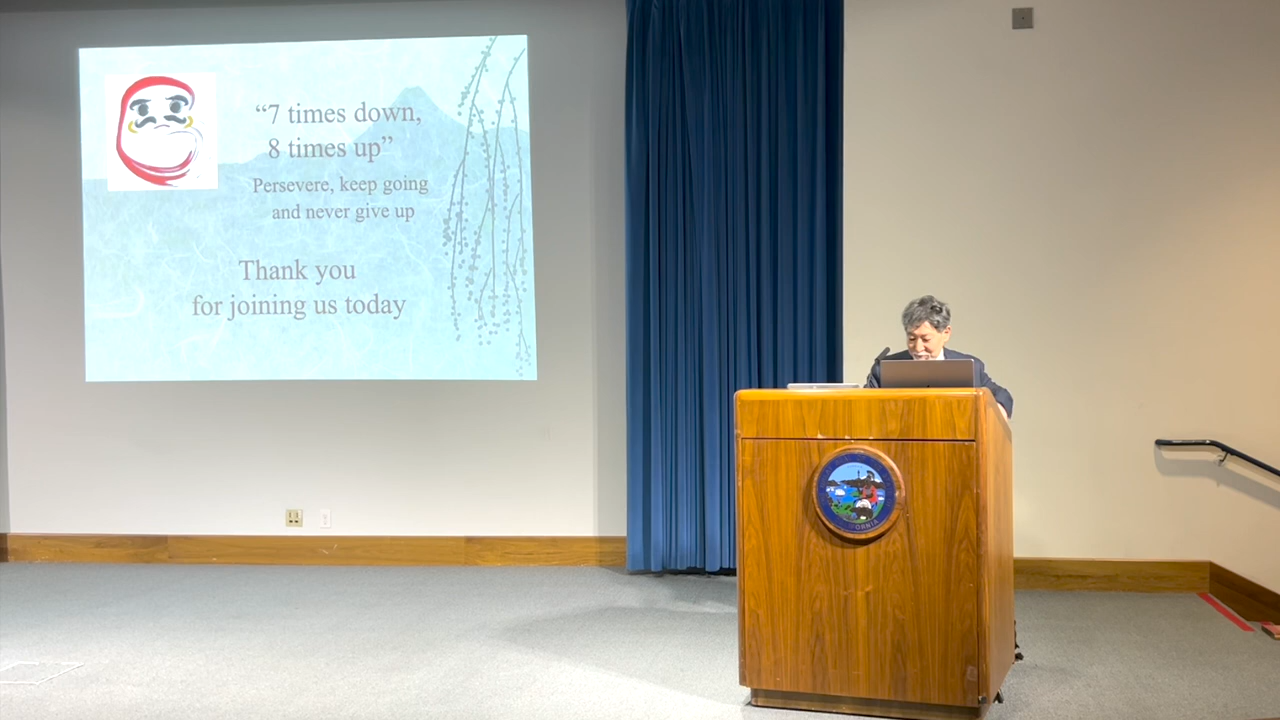 “7 times down,
8 times up”
Persevere, keep going
and never give up
Thank you
for joining us today